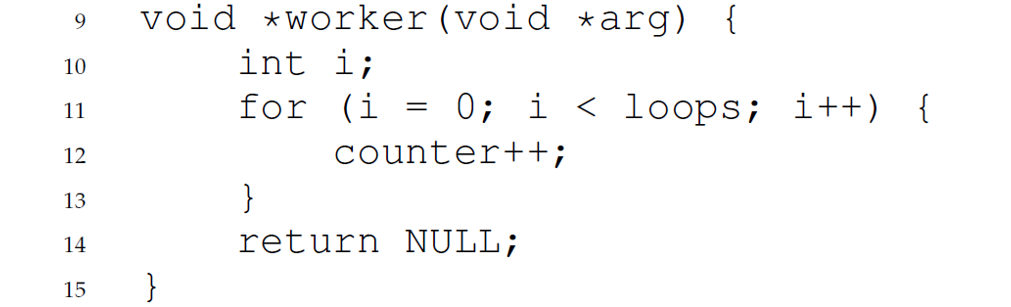 9 void *worker(void *arg) {
10 int i;
11 for (i = 0; i < loops; i++) {
12 counter++;
13 }
14 return NULL;
15 }